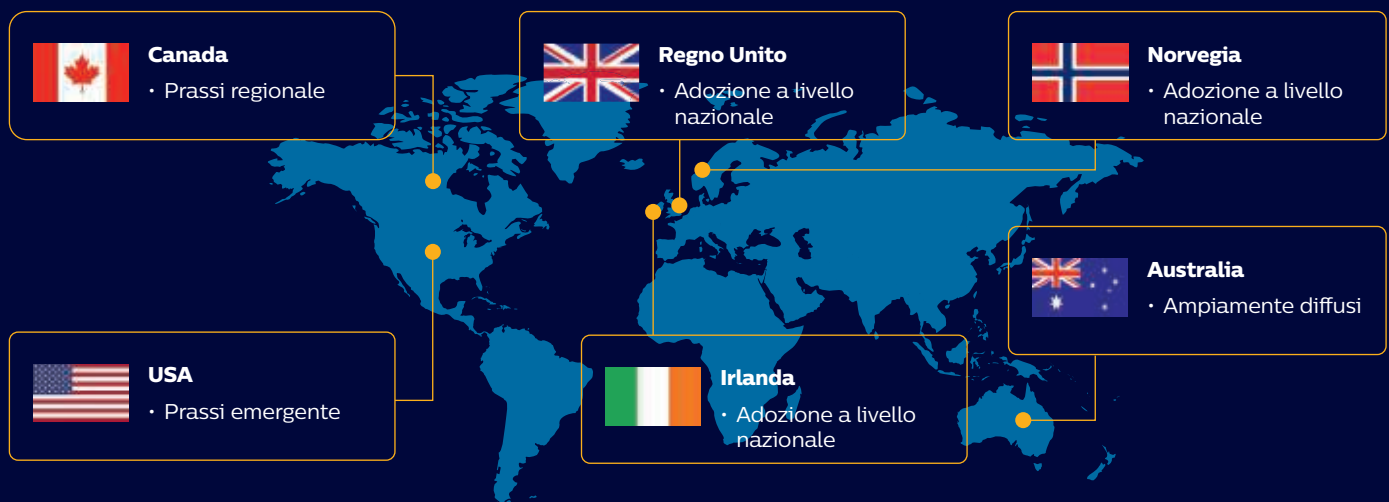 Canada
· Prassi regionale
Regno Unito
· Adozione a livello
nazionale
Norvegia
· Adozione a livello
nazionale
Australia
· Ampiamente diffusi
USA
· Prassi emergente
Irlanda
· Adozione a livello
nazionale